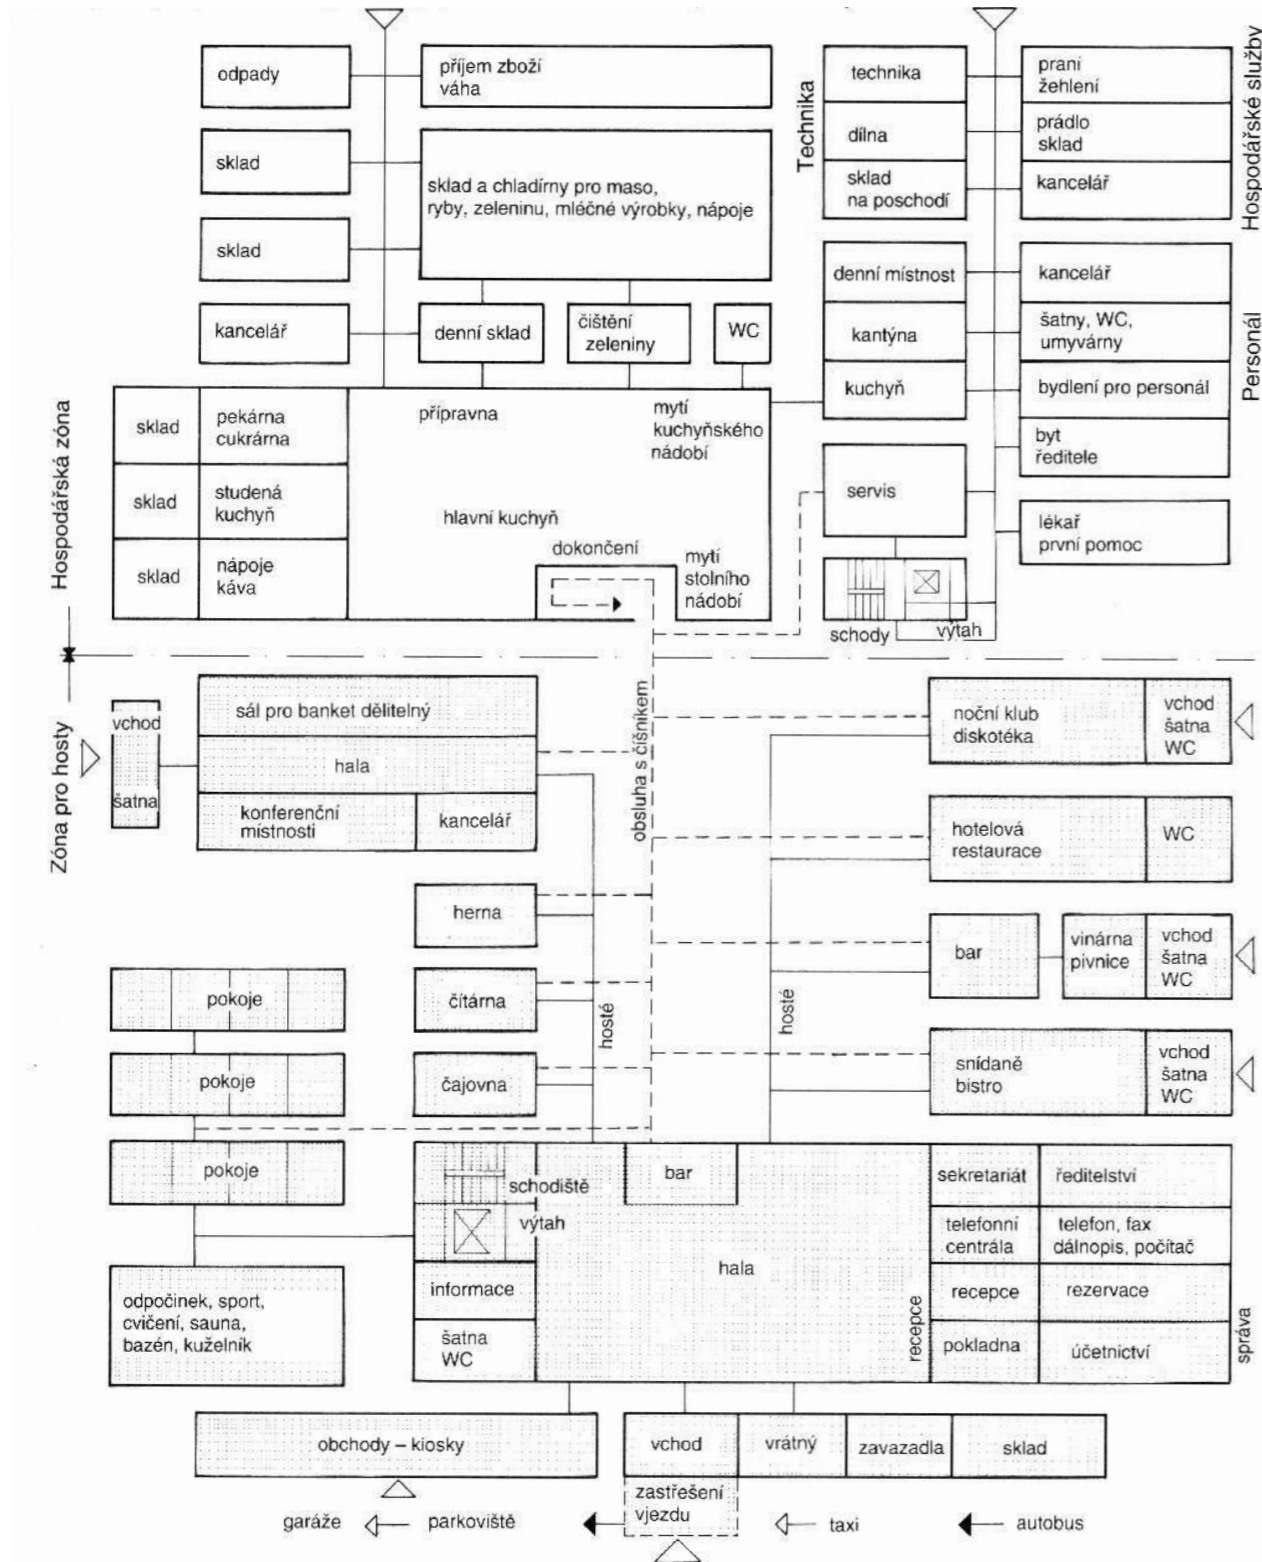 odpady
příjem zboží
váha
sklad
sklad
sklad a chladírny pro maso,
ryby, zeleninu, mléčné výrobky, nápoje
kancelář
denní sklad
čištění
zeleniny
WC
Technika
technika
dílna
sklad
na poschodí
praní
žehlení
prádlo
sklad
kancelář
Hospodářské služby
denní místnost
kantýna
kuchyň
kancelář
šatny, WC,
umyvárny
bydlení pro personál
byt
ředitele
Personál
servis
lékař
první pomoc
schody
výtah
Hospodářská zóna
sklad
pekárna
cukrárna
sklad
studená
kuchyň
sklad
nápoje
káva
přípravna
mytí
kuchyňského
nádobí
hlavní kuchyň
dokončení
mytí
stolního
nádobí
Zóna pro hosty
vchod
šatna
sál pro banket dělitelný
hala
konferenční
místnosti
kancelář
obsluha s číšníkem
noční klub
diskotéka
vchod
šatna
WC
hotelová
restaurace
WC
herna
bar
vinárna
pivnice
vchod
šatna
WC
pokoje
čítárna
hosté
hosté
pokoje
čajovna
snídaně
bistro
vchod
šatna
WC
pokoje
schodiště
výtah
bar
hala
informace
šatna
WC
odpočinek, sport,
cvičení, sauna,
bazén, kuželník
recepce
sekretariát
ředitelství
telefonní
centrála
telefon, fax
dálnopis, počítač
recepce
rezervace
pokladna
účetnictví
správa
obchody – kiosky
vchod
vrátný
zavazadla
sklad
zastřešení
vjezdu
garáže
parkoviště
taxi
autobus